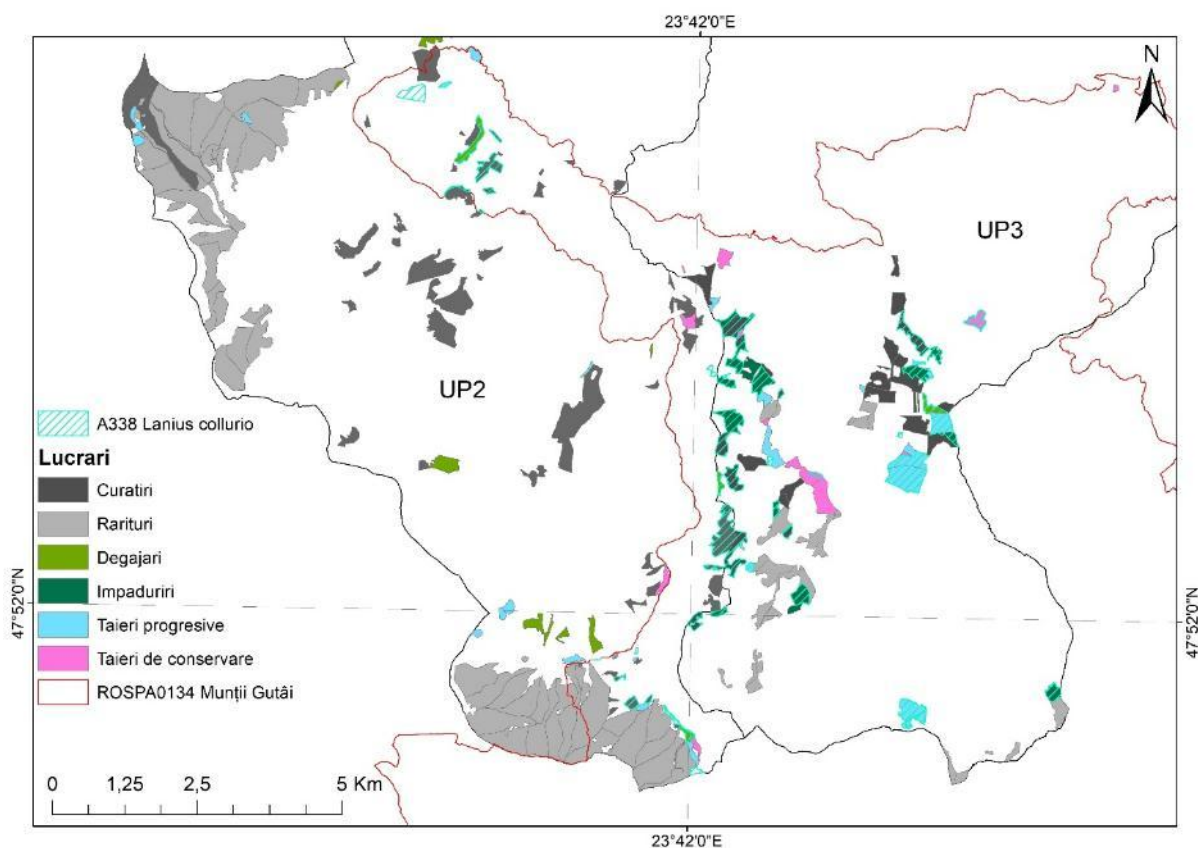 23°42'0"E
N
UP3
UP2
A338 Lanius collurio
Lucrari
Curatiri
Rarituri
Degajari
Impaduriri
Taieri progresive
Taieri de conservare
ROSPA0134 Munții Gutâi
47°52'0"N
47°52'0"N
0 1,25 2,5 5 Km
23°42'0"E